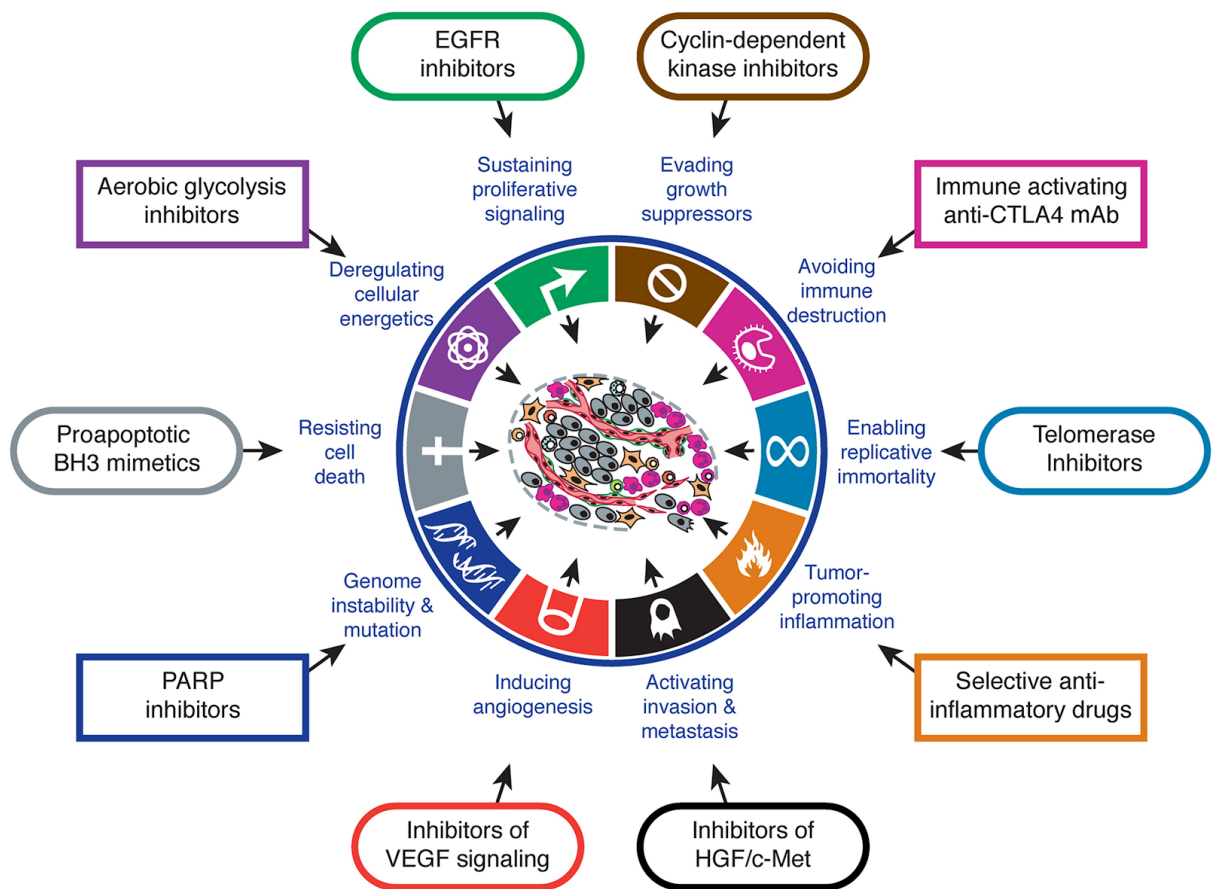 EGFR
inhibitors
Cyclin-dependent
kinase inhibitors
Sustaining
proliferative
signaling
Evading
growth
suppressors
Aerobic glycolysis
inhibitors
Immune activating
anti-CTLA4 mAb
Deregulating
cellular
energetics
Avoiding
immune
destruction
Proapoptotic
BH3 mimetics
Resisting
cell
death
Enabling
replicative
immortality
Telomerase
Inhibitors
Genome
instability &
mutation
Tumor-
promoting
inflammation
PARP
inhibitors
Inducing
angiogenesis
Activating
invasion &
metastasis
Selective anti-
inflammatory drugs
Inhibitors of
VEGF signaling
Inhibitors of
HGF/c-Met